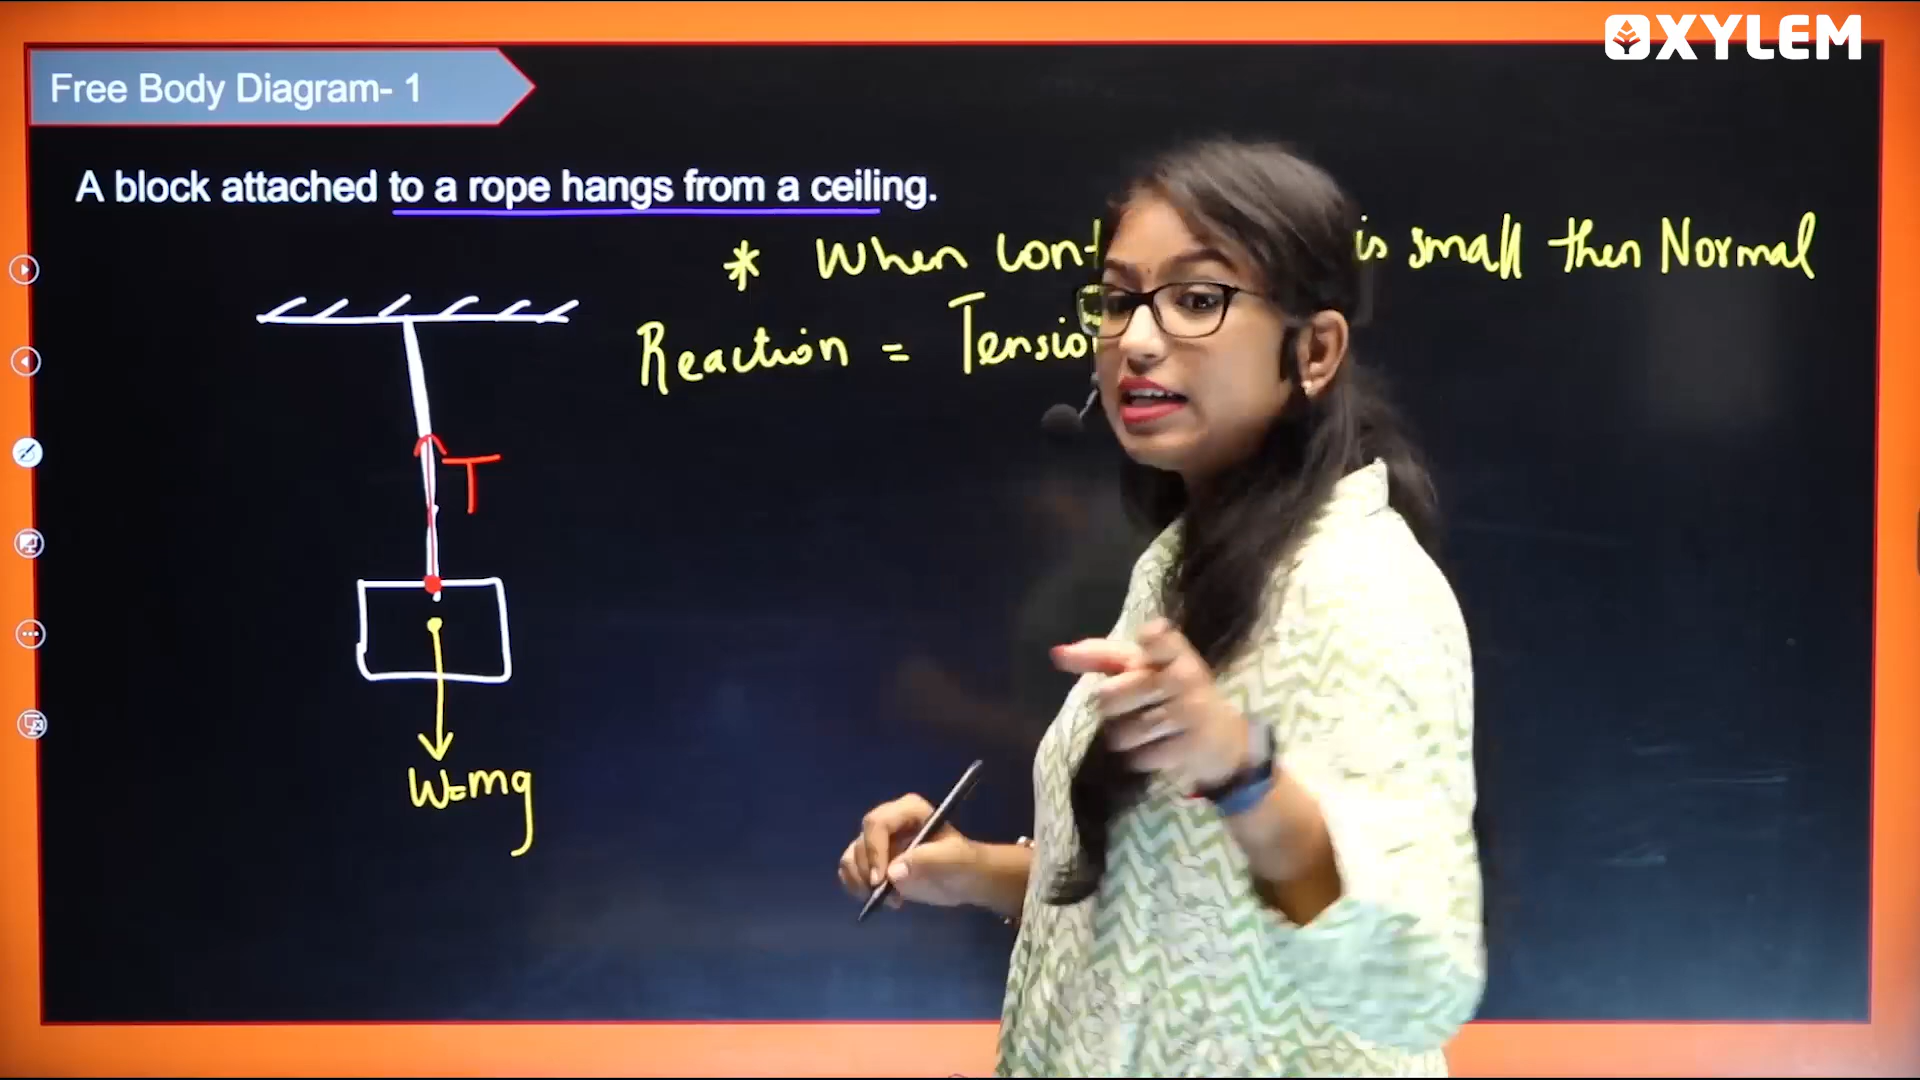 OXYLEM
Free Body Diagram- 1
A block attached to a rope hangs from a ceiling.
* When is small then Normal
Reaction = Tension
T
W=mg